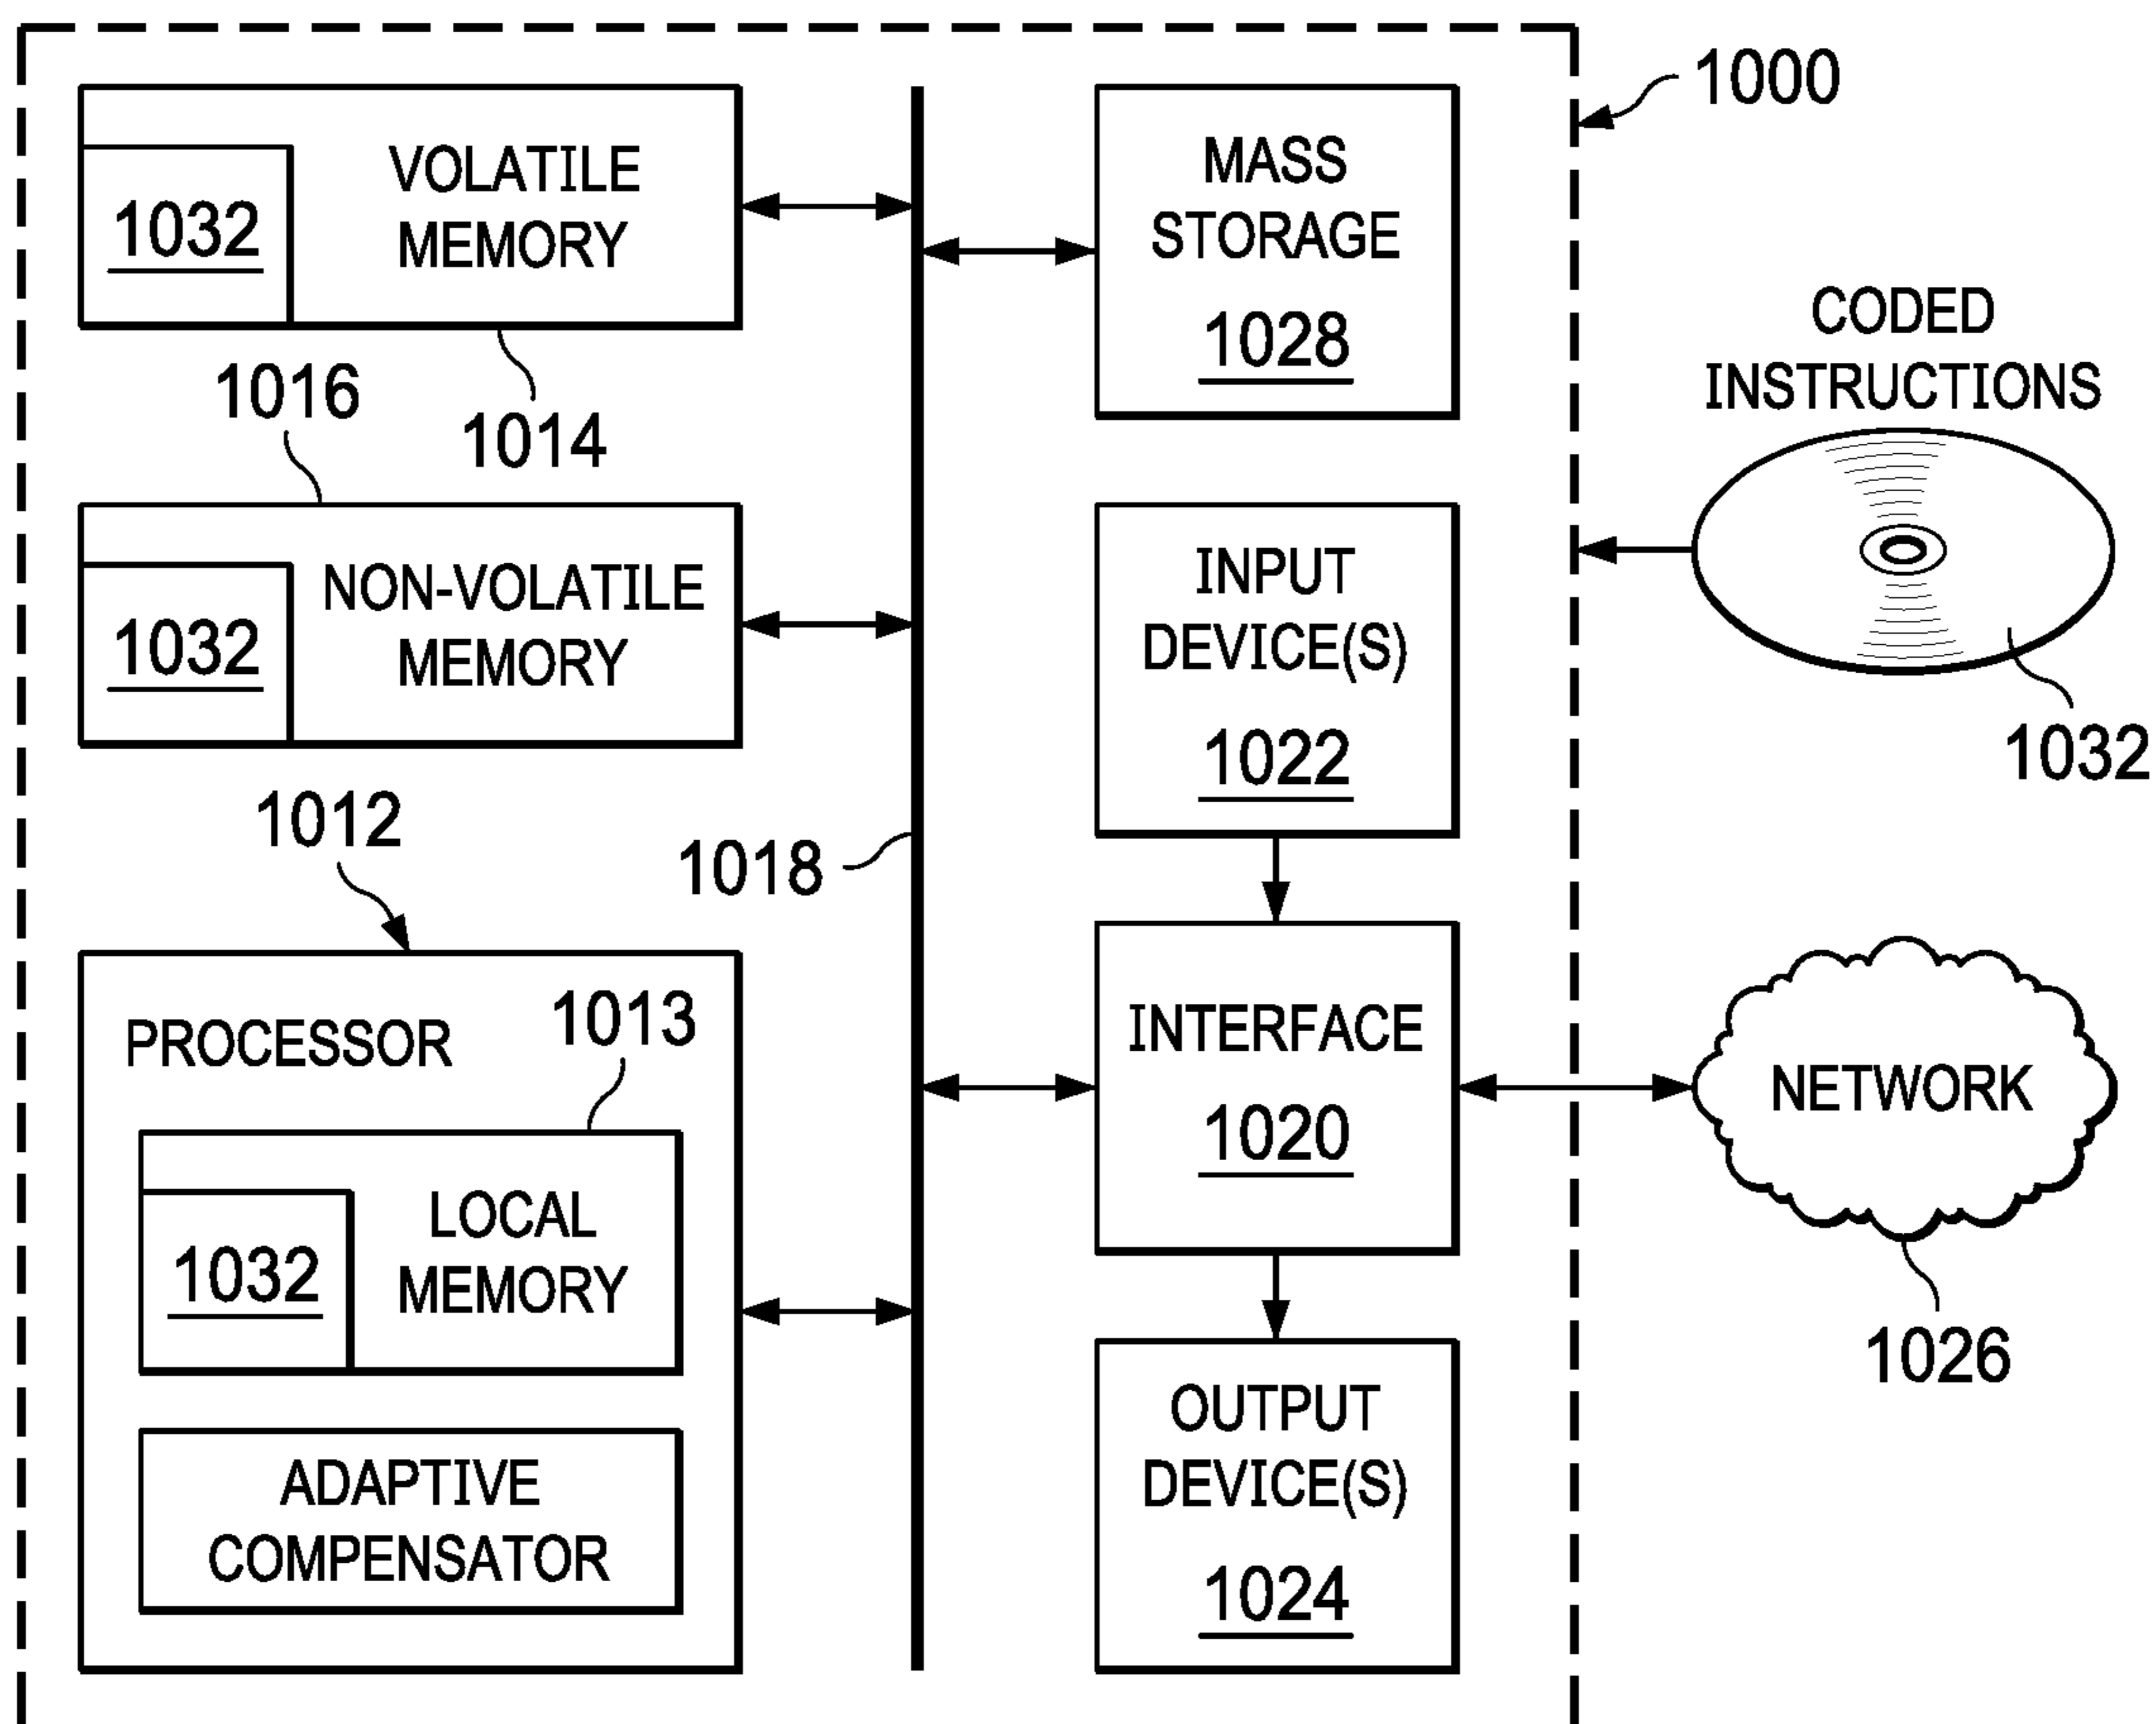 1000
VOLATILE
MEMORY
1032
1014
MASS
STORAGE
1028
CODED
INSTRUCTIONS
1032
1016
NON-VOLATILE
MEMORY
1032
INPUT
DEVICE(S)
1022
1012
1018
PROCESSOR
1013
LOCAL
MEMORY
1032
ADAPTIVE
COMPENSATOR
INTERFACE
1020
NETWORK
1026
OUTPUT
DEVICE(S)
1024